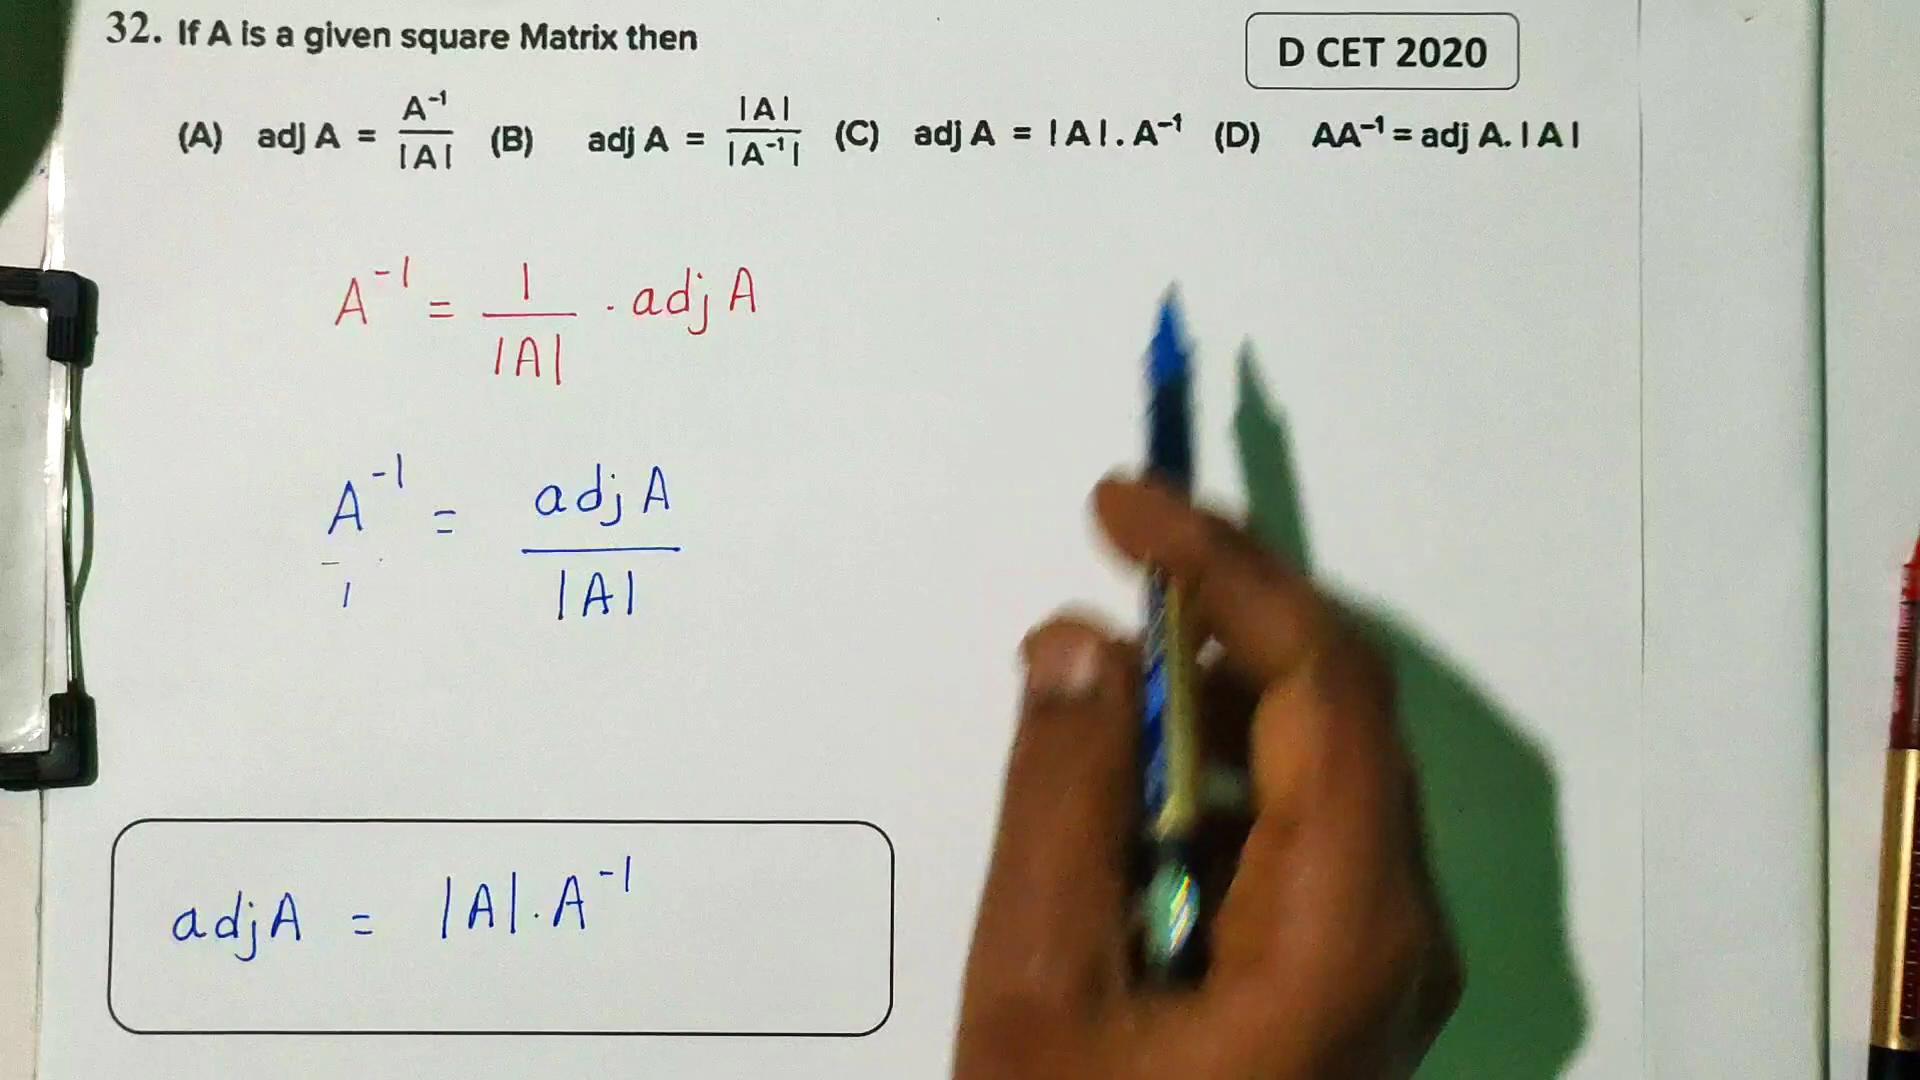 32. If A is a given square Matrix then
D CET 2020
(A) adj A = A⁻¹/|A| (B) adj A = |A|/|A⁻¹| (C) adj A = |A|. A⁻¹ (D) AA⁻¹ = adj A. |A|
A⁻¹ = 1/|A| . adj A
A⁻¹/1 = adj A/|A|
adj A = |A|. A⁻¹